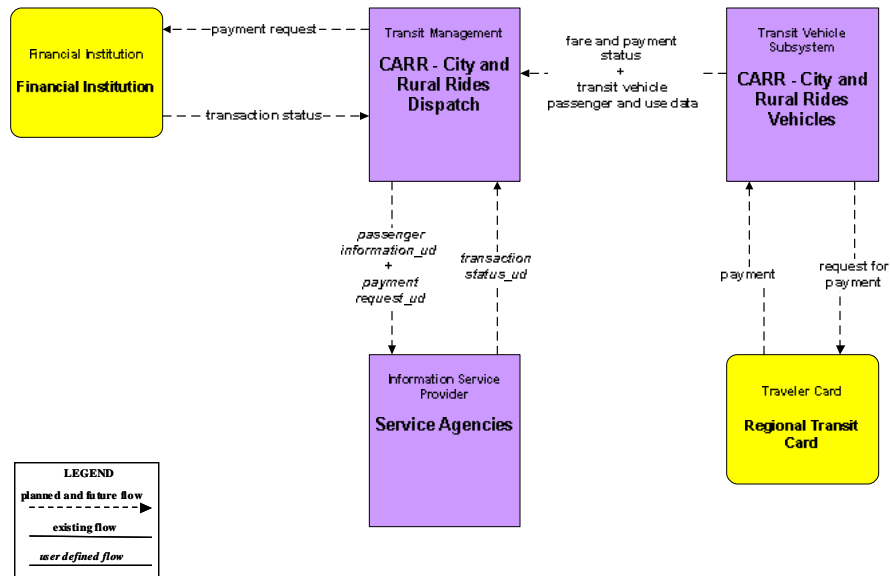 Financial Institution
Financial Institution
payment request
transaction status
Transit Management
CARR - City and
Rural Rides
Dispatch
fare and payment
status
+
transit vehicle
passenger and use data
Transit Vehicle
Subsystem
CARR - City and
Rural Rides
Vehicles
passenger
information_ud
+
payment
request_ud
transaction
status_ud
payment
request for
payment
Information Service
Provider
Service Agencies
Traveler Card
Regional Transit
Card
LEGEND
planned and future flow
existing flow
user defined flow